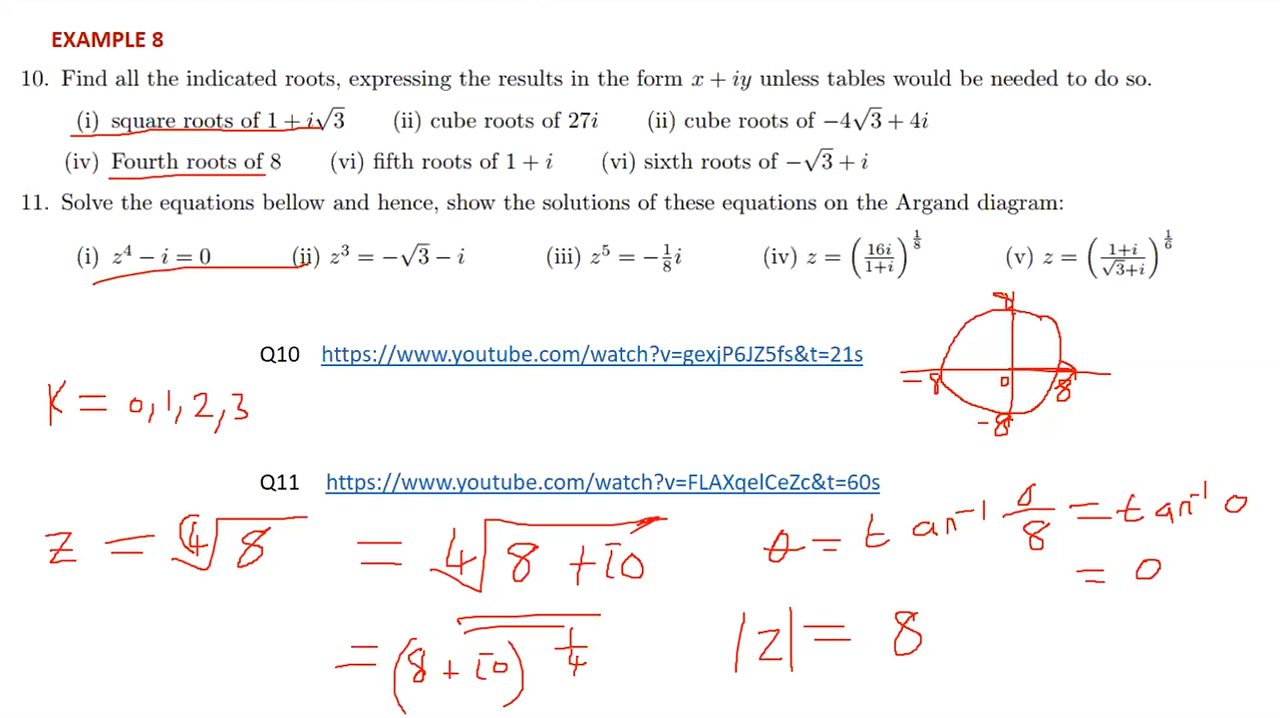 EXAMPLE 8
10. Find all the indicated roots, expressing the results in the form x + iy unless tables would be needed to do so.
(i) square roots of 1 + i√3 (ii) cube roots of 27i (ii) cube roots of −4√3 + 4i
(iv) Fourth roots of 8 (vi) fifth roots of 1 + i (vi) sixth roots of −√3 + i
11. Solve the equations bellow and hence, show the solutions of these equations on the Argand diagram:
(i) z⁴ − i = 0 (ii) z³ = −√3 − i (iii) z⁵ = −1/8 i (iv) z = (16i/1+i)^1/8 (v) z = (1+i/√3+i)^1/6
−8 0 8
−8
Q10 https://www.youtube.com/watch?v=gexjP6JZ5fs&t=21s
K = 0, 1, 2, 3
Q11 https://www.youtube.com/watch?v=FLAXqelCeZc&t=60s
z = ∜8 = ∜(8 + i0) θ = tan⁻¹ 0/8 = tan⁻¹ 0
= 0
= (8 + i0)^1/4 |z| = 8